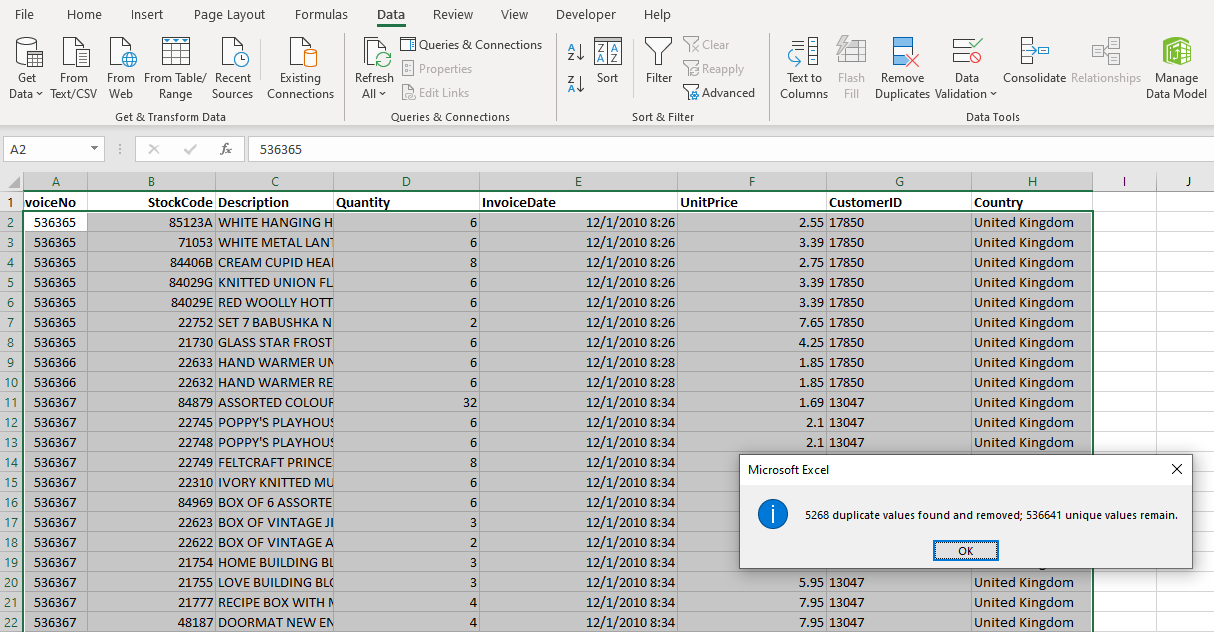 File Home Insert Page Layout Formulas Data Review View Developer Help
Get Data From Text/CSV From Web From Table/ Range Recent Sources Existing Connections
Get & Transform Data
Refresh All Queries & Connections Properties Edit Links
Queries & Connections
Sort Filter Clear Reapply Advanced
Sort & Filter
Text to Columns Flash Fill Remove Duplicates Data Validation Consolidate Relationships Manage Data Model
Data Tools
A2 fx 536365
A B C D E F G H I J
1 voiceNo StockCode Description Quantity InvoiceDate UnitPrice CustomerID Country
2 536365 85123A WHITE HANGING H 6 12/1/2010 8:26 2.55 17850 United Kingdom
3 536365 71053 WHITE METAL LANT 6 12/1/2010 8:26 3.39 17850 United Kingdom
4 536365 84406B CREAM CUPID HEA 8 12/1/2010 8:26 2.75 17850 United Kingdom
5 536365 84029G KNITTED UNION FL 6 12/1/2010 8:26 3.39 17850 United Kingdom
6 536365 84029E RED WOOLLY HOTT 6 12/1/2010 8:26 3.39 17850 United Kingdom
7 536365 22752 SET 7 BABUSHKA N 2 12/1/2010 8:26 7.65 17850 United Kingdom
8 536365 21730 GLASS STAR FROST 6 12/1/2010 8:26 4.25 17850 United Kingdom
9 536366 22633 HAND WARMER UN 6 12/1/2010 8:28 1.85 17850 United Kingdom
10 536366 22632 HAND WARMER RE 6 12/1/2010 8:28 1.85 17850 United Kingdom
11 536367 84879 ASSORTED COLOUR 32 12/1/2010 8:34 1.69 13047 United Kingdom
12 536367 22745 POPPY'S PLAYHOUS 6 12/1/2010 8:34 2.1 13047 United Kingdom
13 536367 22748 POPPY'S PLAYHOUS 6 12/1/2010 8:34 2.1 13047 United Kingdom
14 536367 22749 FELTCRAFT PRINCE 8 12/1/2010 8:34
15 536367 22310 IVORY KNITTED MU 6 12/1/2010 8:34
16 536367 84969 BOX OF 6 ASSORTE 6 12/1/2010 8:34
17 536367 22623 BOX OF VINTAGE JI 3 12/1/2010 8:34
18 536367 22622 BOX OF VINTAGE A 2 12/1/2010 8:34
19 536367 21754 HOME BUILDING BL 3 12/1/2010 8:34
20 536367 21755 LOVE BUILDING BLO 3 12/1/2010 8:34 5.95 13047 United Kingdom
21 536367 21777 RECIPE BOX WITH M 4 12/1/2010 8:34 7.95 13047 United Kingdom
22 536367 48187 DOORMAT NEW EN 4 12/1/2010 8:34 7.95 13047 United Kingdom
Microsoft Excel
5268 duplicate values found and removed; 536641 unique values remain.
OK